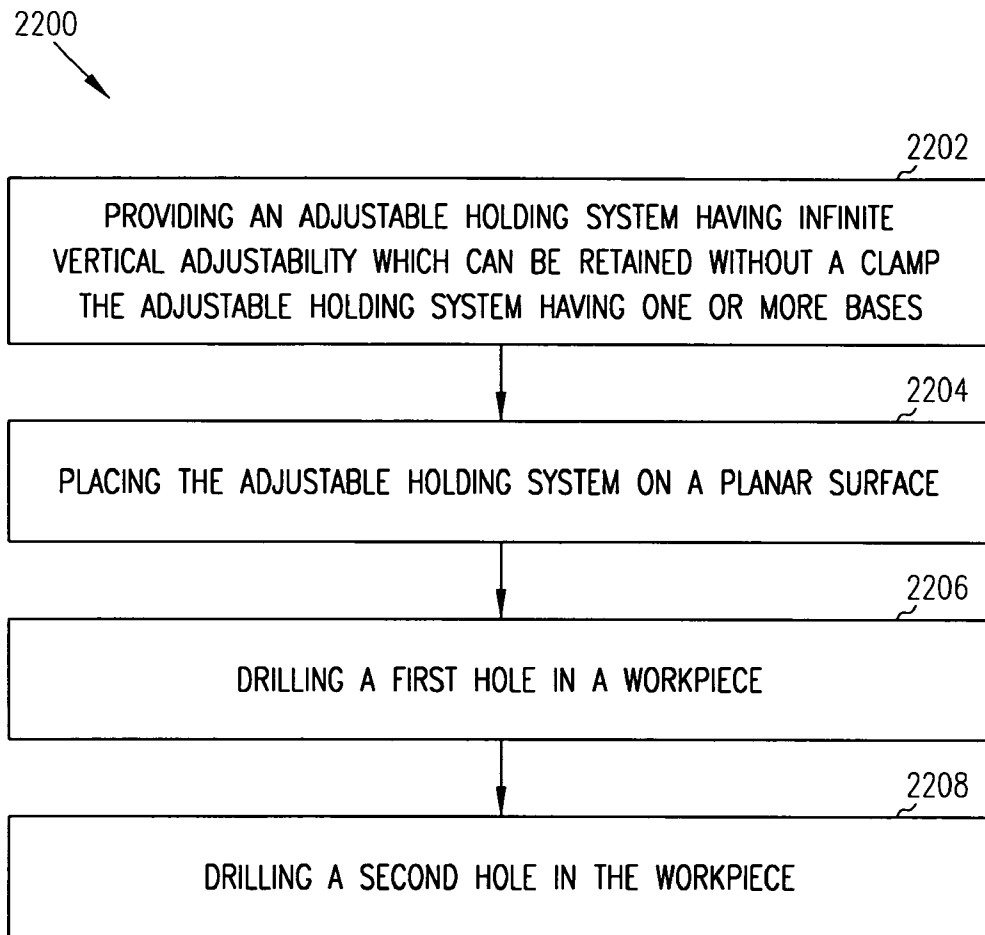 2200
2202
PROVIDING AN ADJUSTABLE HOLDING SYSTEM HAVING INFINITE
VERTICAL ADJUSTABILITY WHICH CAN BE RETAINED WITHOUT A CLAMP
THE ADJUSTABLE HOLDING SYSTEM HAVING ONE OR MORE BASES
2204
PLACING THE ADJUSTABLE HOLDING SYSTEM ON A PLANAR SURFACE
2206
DRILLING A FIRST HOLE IN A WORKPIECE
2208
DRILLING A SECOND HOLE IN THE WORKPIECE